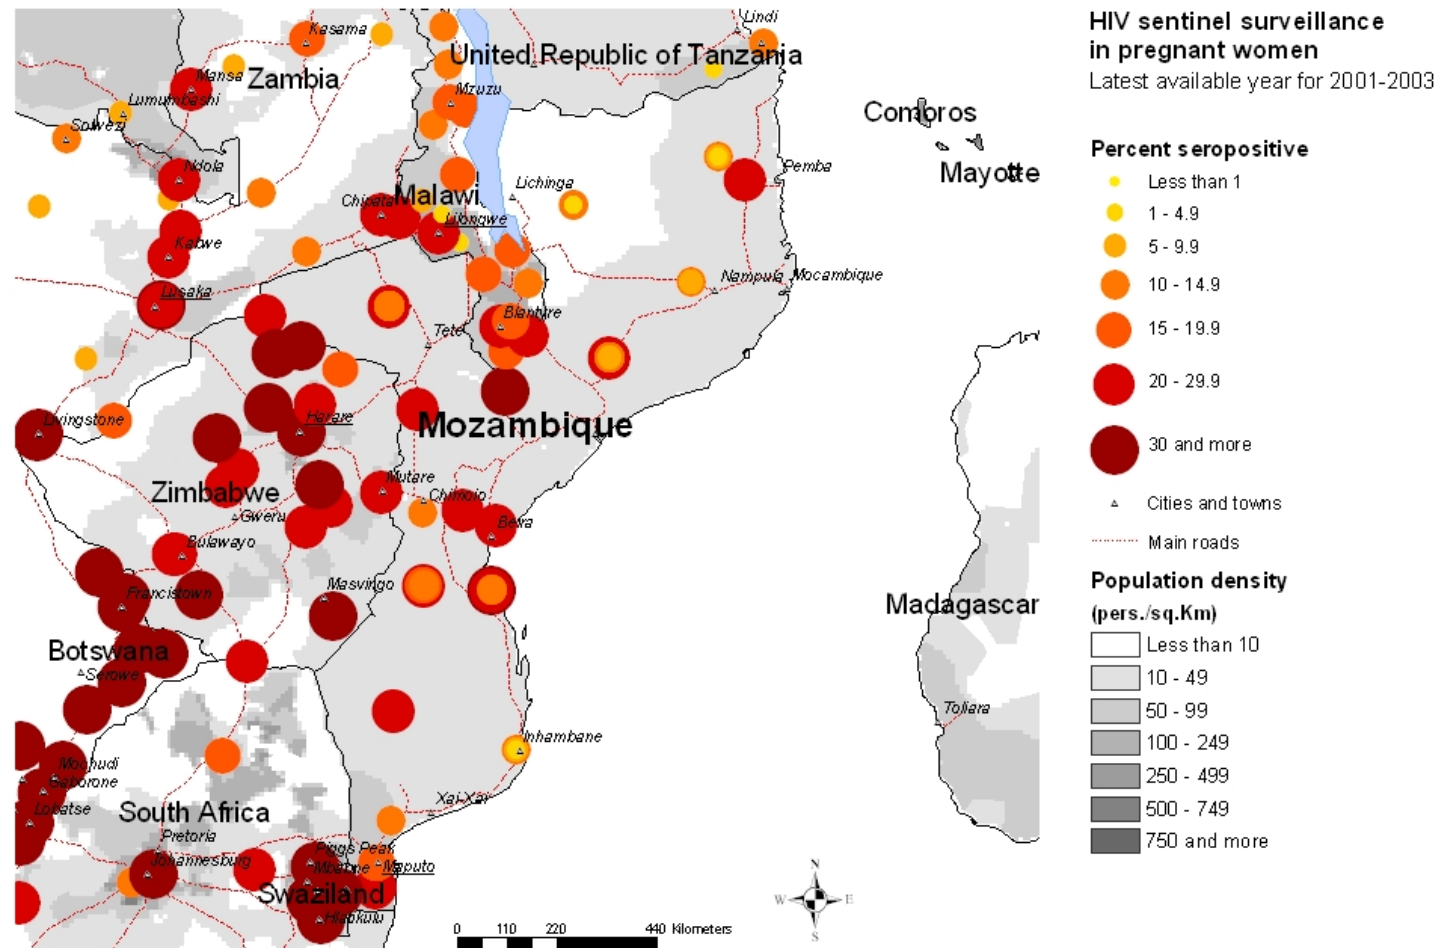 HIV sentinel surveillance
in pregnant women
Latest available year for 2001-2003
Percent seropositive
Less than 1
1 - 4.9
5 - 9.9
10 - 14.9
15 - 19.9
20 - 29.9
30 and more
Cities and towns
Main roads
Population density
(pers./sq.Km)
Less than 10
10 - 49
50 - 99
100 - 249
250 - 499
500 - 749
750 and more
Lindi
Kasama
United Republic of Tanzania
Mansa
Zambia
Mzuzu
Lumumbashi
Combros
Solwezi
Ndola
Pemba
Mayotte
Lichinga
Malawi
Chipata
Lilongwe
Kabwe
Nampula
Mocambique
Lusaka
Blantyre
Tete
Livingstone
Harare
Mozambique
Mutare
Zimbabwe
Chimoio
Gweru
Beira
Bulawayo
Masvingo
Francistown
Madagascar
Botswana
Serowe
Toliara
Inhambane
Mochudi
Gaborone
Lobatse
Xai-Xai
South Africa
Pretoria
Johannesburg
Piggs Peak
Mbabne
Maputo
Swaziland
Hlatikulu
N
W
E
S
0 110 220 440 Kilometers